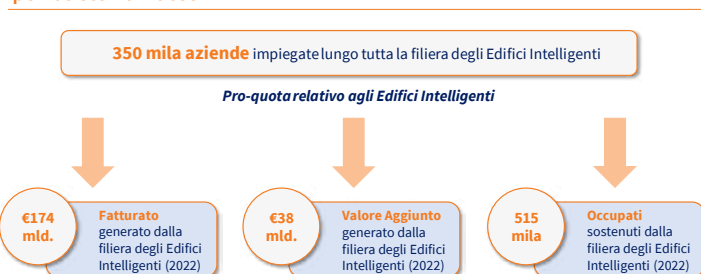 350 mila aziende impiegate lungo tutta la filiera degli Edifici Intelligenti
Pro-quota relativo agli Edifici Intelligenti
€174
mld.
Fatturato
generato dalla
filiera degli Edifici
Intelligenti (2022)
€38
mld.
Valore Aggiunto
generato dalla
filiera degli Edifici
Intelligenti (2022)
515
mila
Occupati
sostenuti dalla
filiera degli Edifici
Intelligenti (2022)